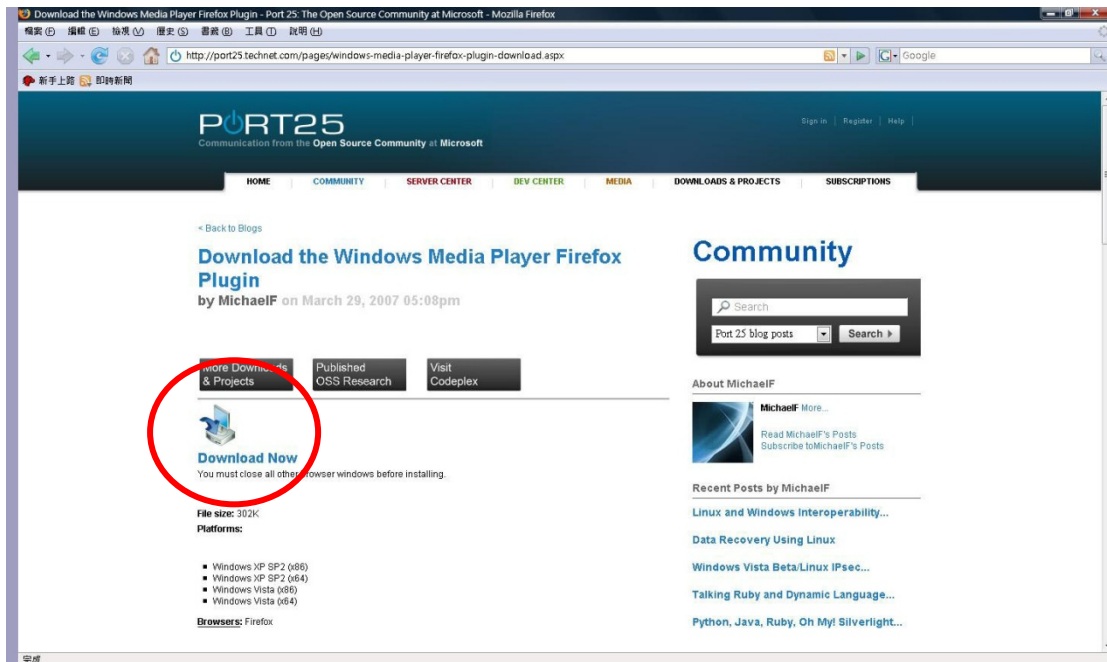 Download the Windows Media Player Firefox Plugin - Port 25: The Open Source Community at Microsoft - Mozilla Firefox
檔案(F) 編輯(E) 檢視(V) 歷史(S) 書籤(B) 工具(T) 說明(H)
http://port25.technet.com/pages/windows-media-player-firefox-plugin-download.aspx
G Google
新手上路 即時新聞
PORT25
Communication from the Open Source Community at Microsoft
Sign in | Register | Help |
HOME | COMMUNITY | SERVER CENTER | DEV CENTER | MEDIA | DOWNLOADS & PROJECTS | SUBSCRIPTIONS
< Back to Blogs
Download the Windows Media Player Firefox
Plugin
by MichaelF on March 29, 2007 05:08pm
More Downloads
& Projects
Published
OSS Research
Visit
Codeplex
Download Now
You must close all other browser windows before installing.
File size: 302K
Platforms:
Windows XP SP2 (x86)
Windows XP SP2 (x64)
Windows Vista (x86)
Windows Vista (x64)
Browsers: Firefox
Community
Search
Port 25 blog posts
Search
About MichaelF
MichaelF More...
Read MichaelF's Posts
Subscribe toMichaelF's Posts
Recent Posts by MichaelF
Linux and Windows Interoperability...
Data Recovery Using Linux
Windows Vista Beta/Linux IPsec...
Talking Ruby and Dynamic Language...
Python, Java, Ruby, Oh My! Silverlight...
完成